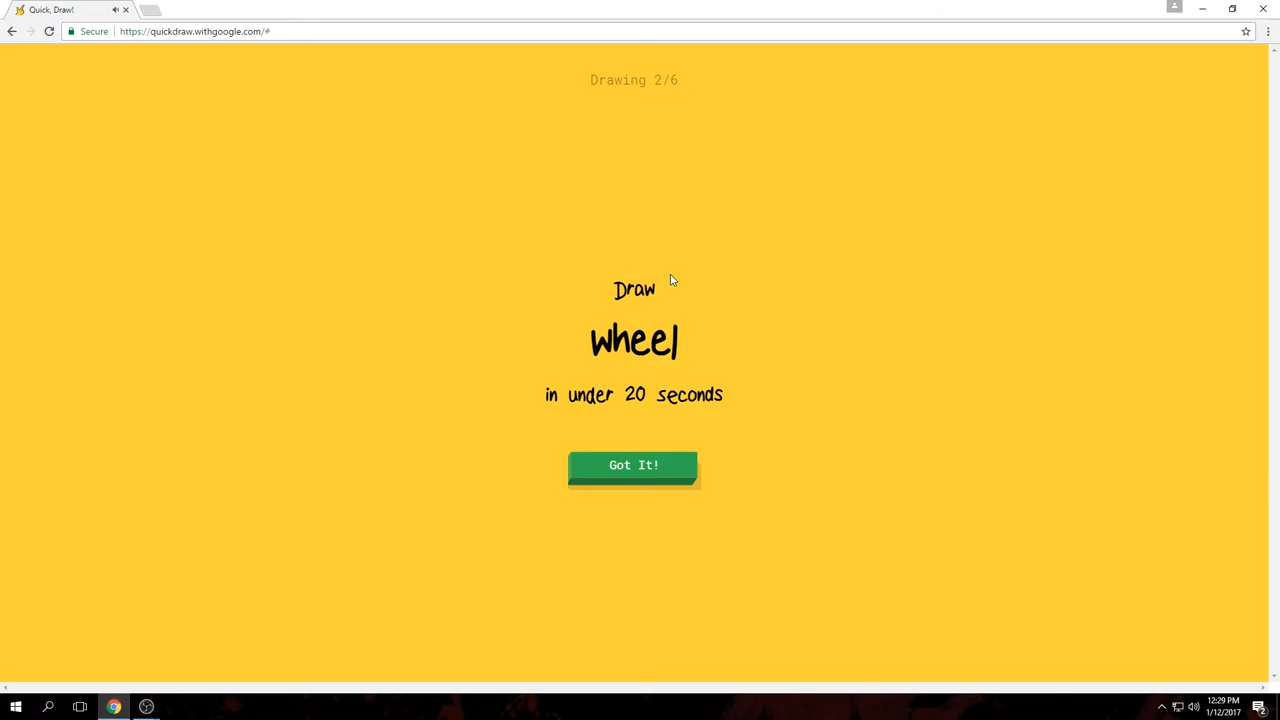 Quick, Draw!
Secure
https://quickdraw.withgoogle.com/#
Drawing 2/6
Draw
wheel
in under 20 seconds
Got It!
12:29 PM
1/12/2017
2